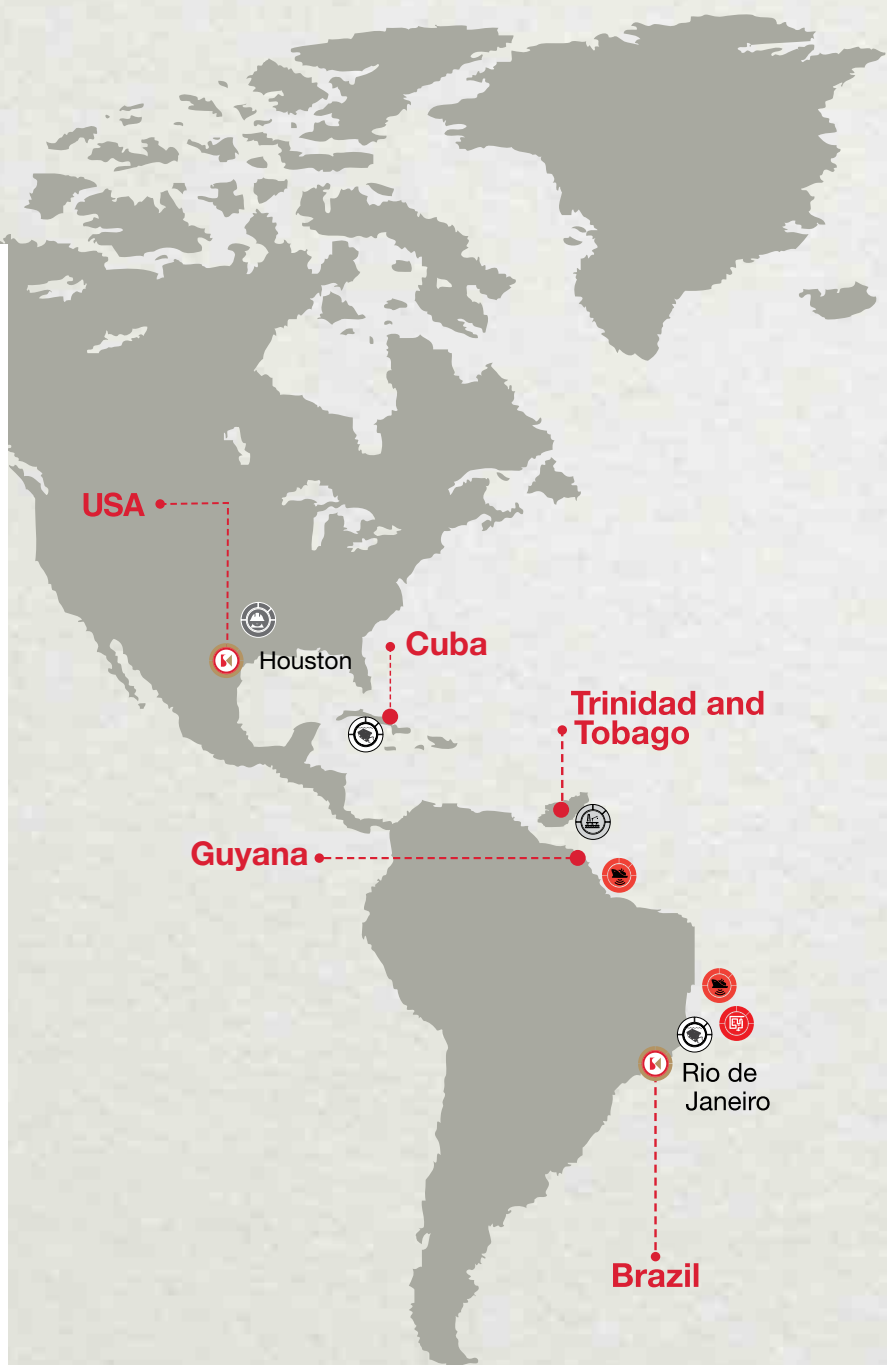 USA
Houston
Cuba
Trinidad and
Tobago
Guyana
Rio de
Janeiro
Brazil